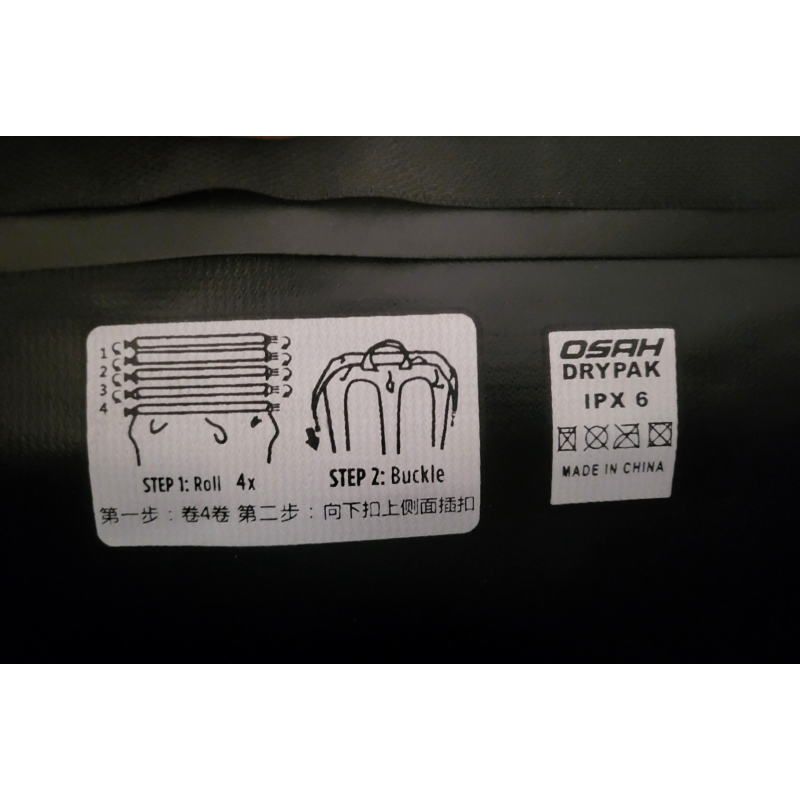 1
2
3
4
STEP 1: Roll 4x
STEP 2: Buckle
第一步：卷4卷 第二步：向下扣上侧面插扣
OSAH
DRYPAK
IPX 6
MADE IN CHINA